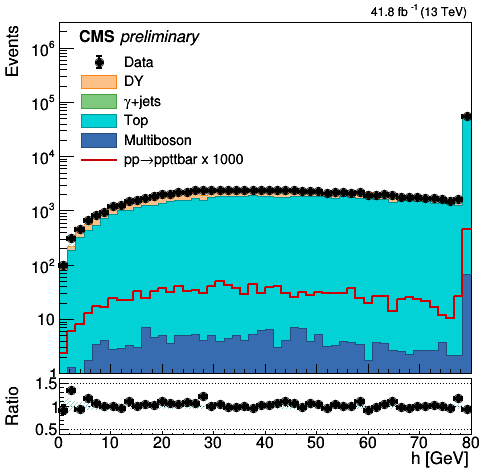 41.8 fb⁻¹ (13 TeV)
Events
CMS preliminary
Data
DY
γ+jets
Top
Multiboson
pp→ppttbar x 1000
10⁶
10⁵
10⁴
10³
10²
10
1
Ratio
1.5
1
0.5
0 10 20 30 40 50 60 70 80
h [GeV]